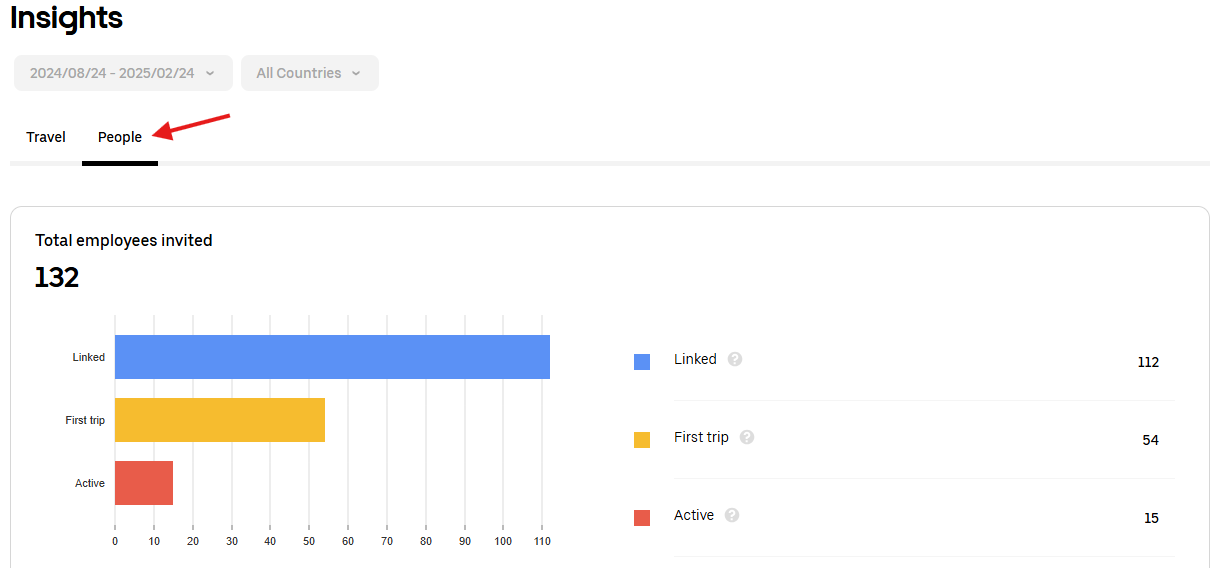 Insights
2024/08/24 - 2025/02/24
All Countries
Travel
People
Total employees invited
132
Linked
First trip
Active
0 10 20 30 40 50 60 70 80 90 100 110
Linked ? 112
First trip ? 54
Active ? 15